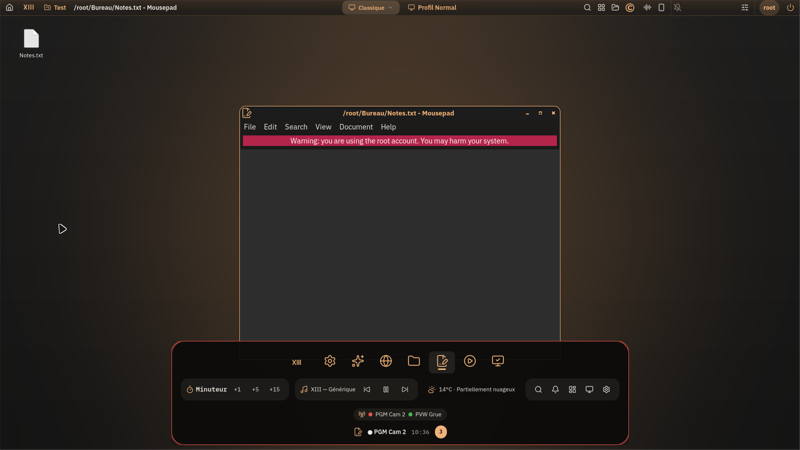 XIII Test /root/Bureau/Notes.txt - Mousepad Classique Profil Normal root
Notes.txt
/root/Bureau/Notes.txt - Mousepad
File Edit Search View Document Help
Warning: you are using the root account. You may harm your system.
XIII
Minuteur +1 +5 +15 XIII — Générique 14°C · Partiellement nuageux
PGM Cam 2 PVW Grue
PGM Cam 2 10:36 3